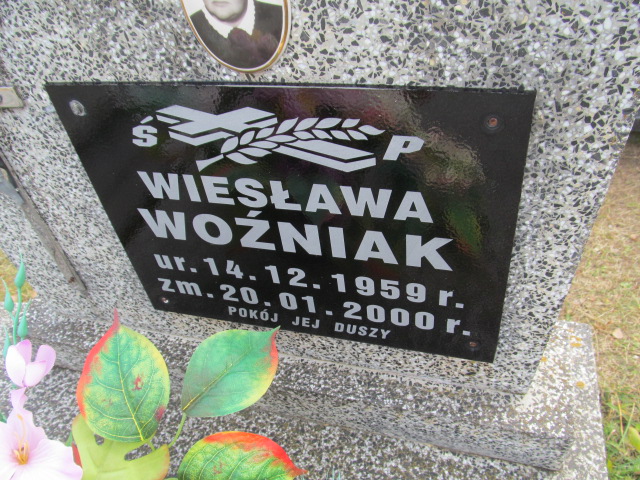 Ś P
WIESŁAWA
WOŹNIAK
ur. 14. 12. 1959 r.
zm. 20. 01 - 2000 r.
POKÓJ JEJ DUSZY